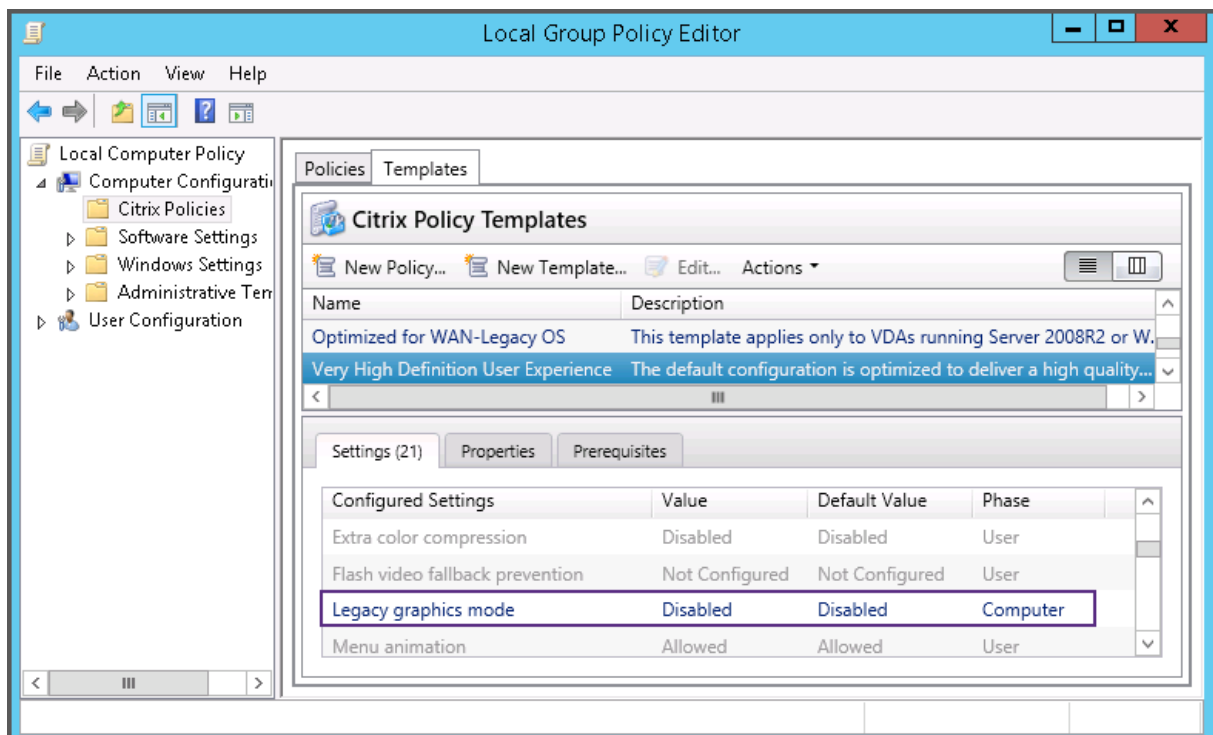 Local Group Policy Editor
File Action View Help
Local Computer Policy
Computer Configurati
Citrix Policies
Software Settings
Windows Settings
Administrative Tem
User Configuration
Policies Templates
Citrix Policy Templates
New Policy... New Template... Edit... Actions
Name Description
Optimized for WAN-Legacy OS This template applies only to VDAs running Server 2008R2 or W.
Very High Definition User Experience The default configuration is optimized to deliver a high quality...
Settings (21) Properties Prerequisites
Configured Settings Value Default Value Phase
Extra color compression Disabled Disabled User
Flash video fallback prevention Not Configured Not Configured User
Legacy graphics mode Disabled Disabled Computer
Menu animation Allowed Allowed User